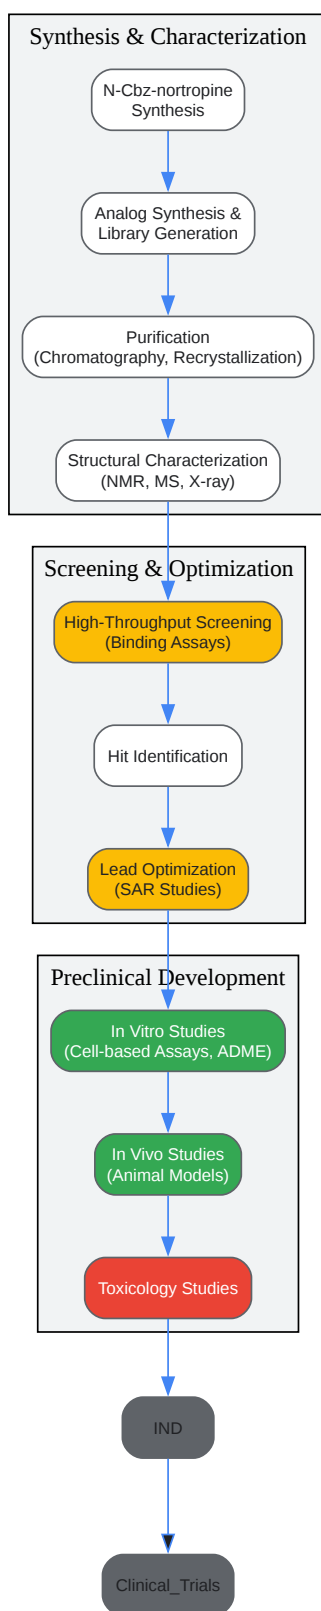 Synthesis & Characterization
N-Cbz-nortropine
Synthesis
Analog Synthesis &
Library Generation
Purification
(Chromatography, Recrystallization)
Structural Characterization
(NMR, MS, X-ray)
Screening & Optimization
High-Throughput Screening
(Binding Assays)
Hit Identification
Lead Optimization
(SAR Studies)
Preclinical Development
In Vitro Studies
(Cell-based Assays, ADME)
In Vivo Studies
(Animal Models)
Toxicology Studies
IND
Clinical_Trials